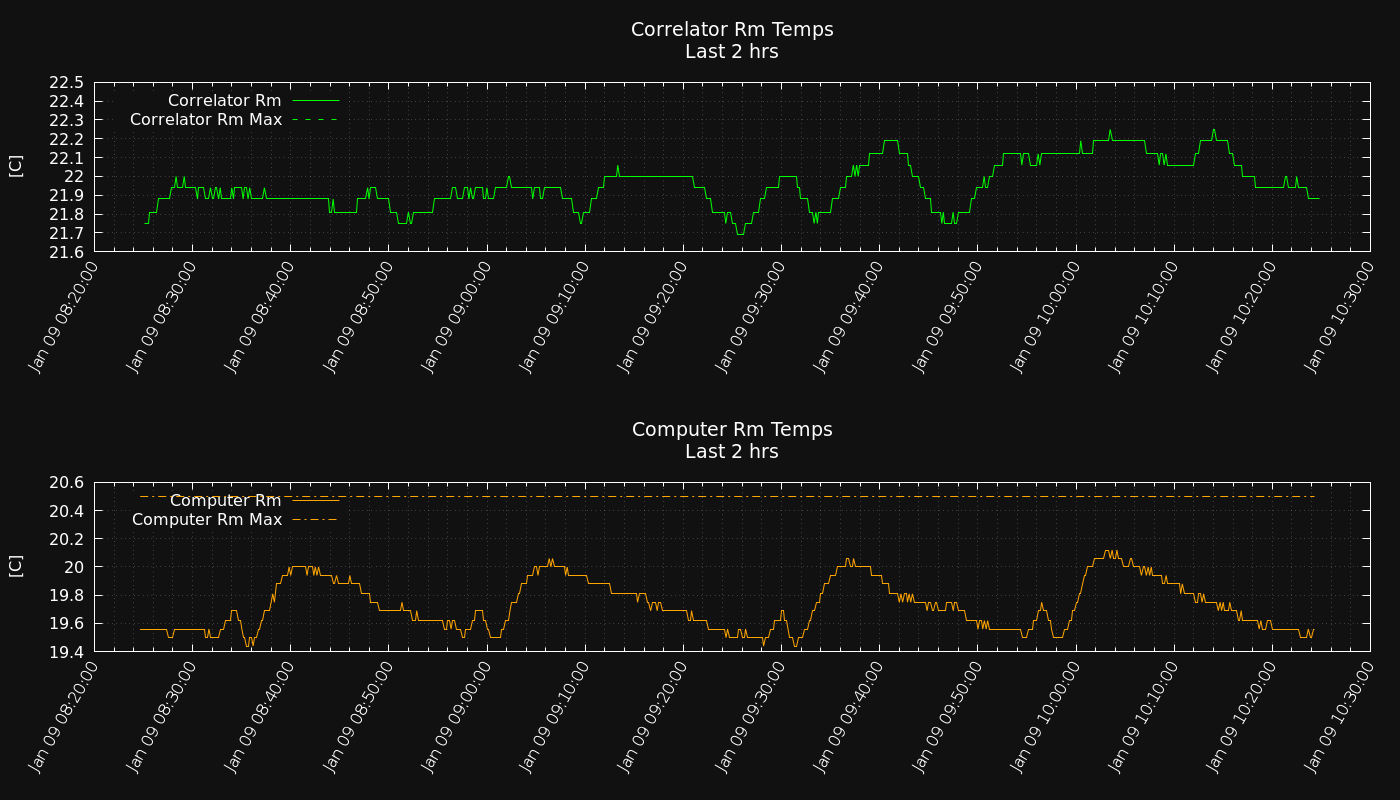 Correlator Rm Temps
Last 2 hrs
22.5
22.4
22.3
22.2
22.1
22
21.9
21.8
21.7
21.6
[C]
Correlator Rm
Correlator Rm Max
Jan 09 08:20:00
Jan 09 08:30:00
Jan 09 08:40:00
Jan 09 08:50:00
Jan 09 09:00:00
Jan 09 09:10:00
Jan 09 09:20:00
Jan 09 09:30:00
Jan 09 09:40:00
Jan 09 09:50:00
Jan 09 10:00:00
Jan 09 10:10:00
Jan 09 10:20:00
Jan 09 10:30:00
Computer Rm Temps
Last 2 hrs
20.6
20.4
20.2
20
19.8
19.6
19.4
[C]
Computer Rm
Computer Rm Max
Jan 09 08:20:00
Jan 09 08:30:00
Jan 09 08:40:00
Jan 09 08:50:00
Jan 09 09:00:00
Jan 09 09:10:00
Jan 09 09:20:00
Jan 09 09:30:00
Jan 09 09:40:00
Jan 09 09:50:00
Jan 09 10:00:00
Jan 09 10:10:00
Jan 09 10:20:00
Jan 09 10:30:00